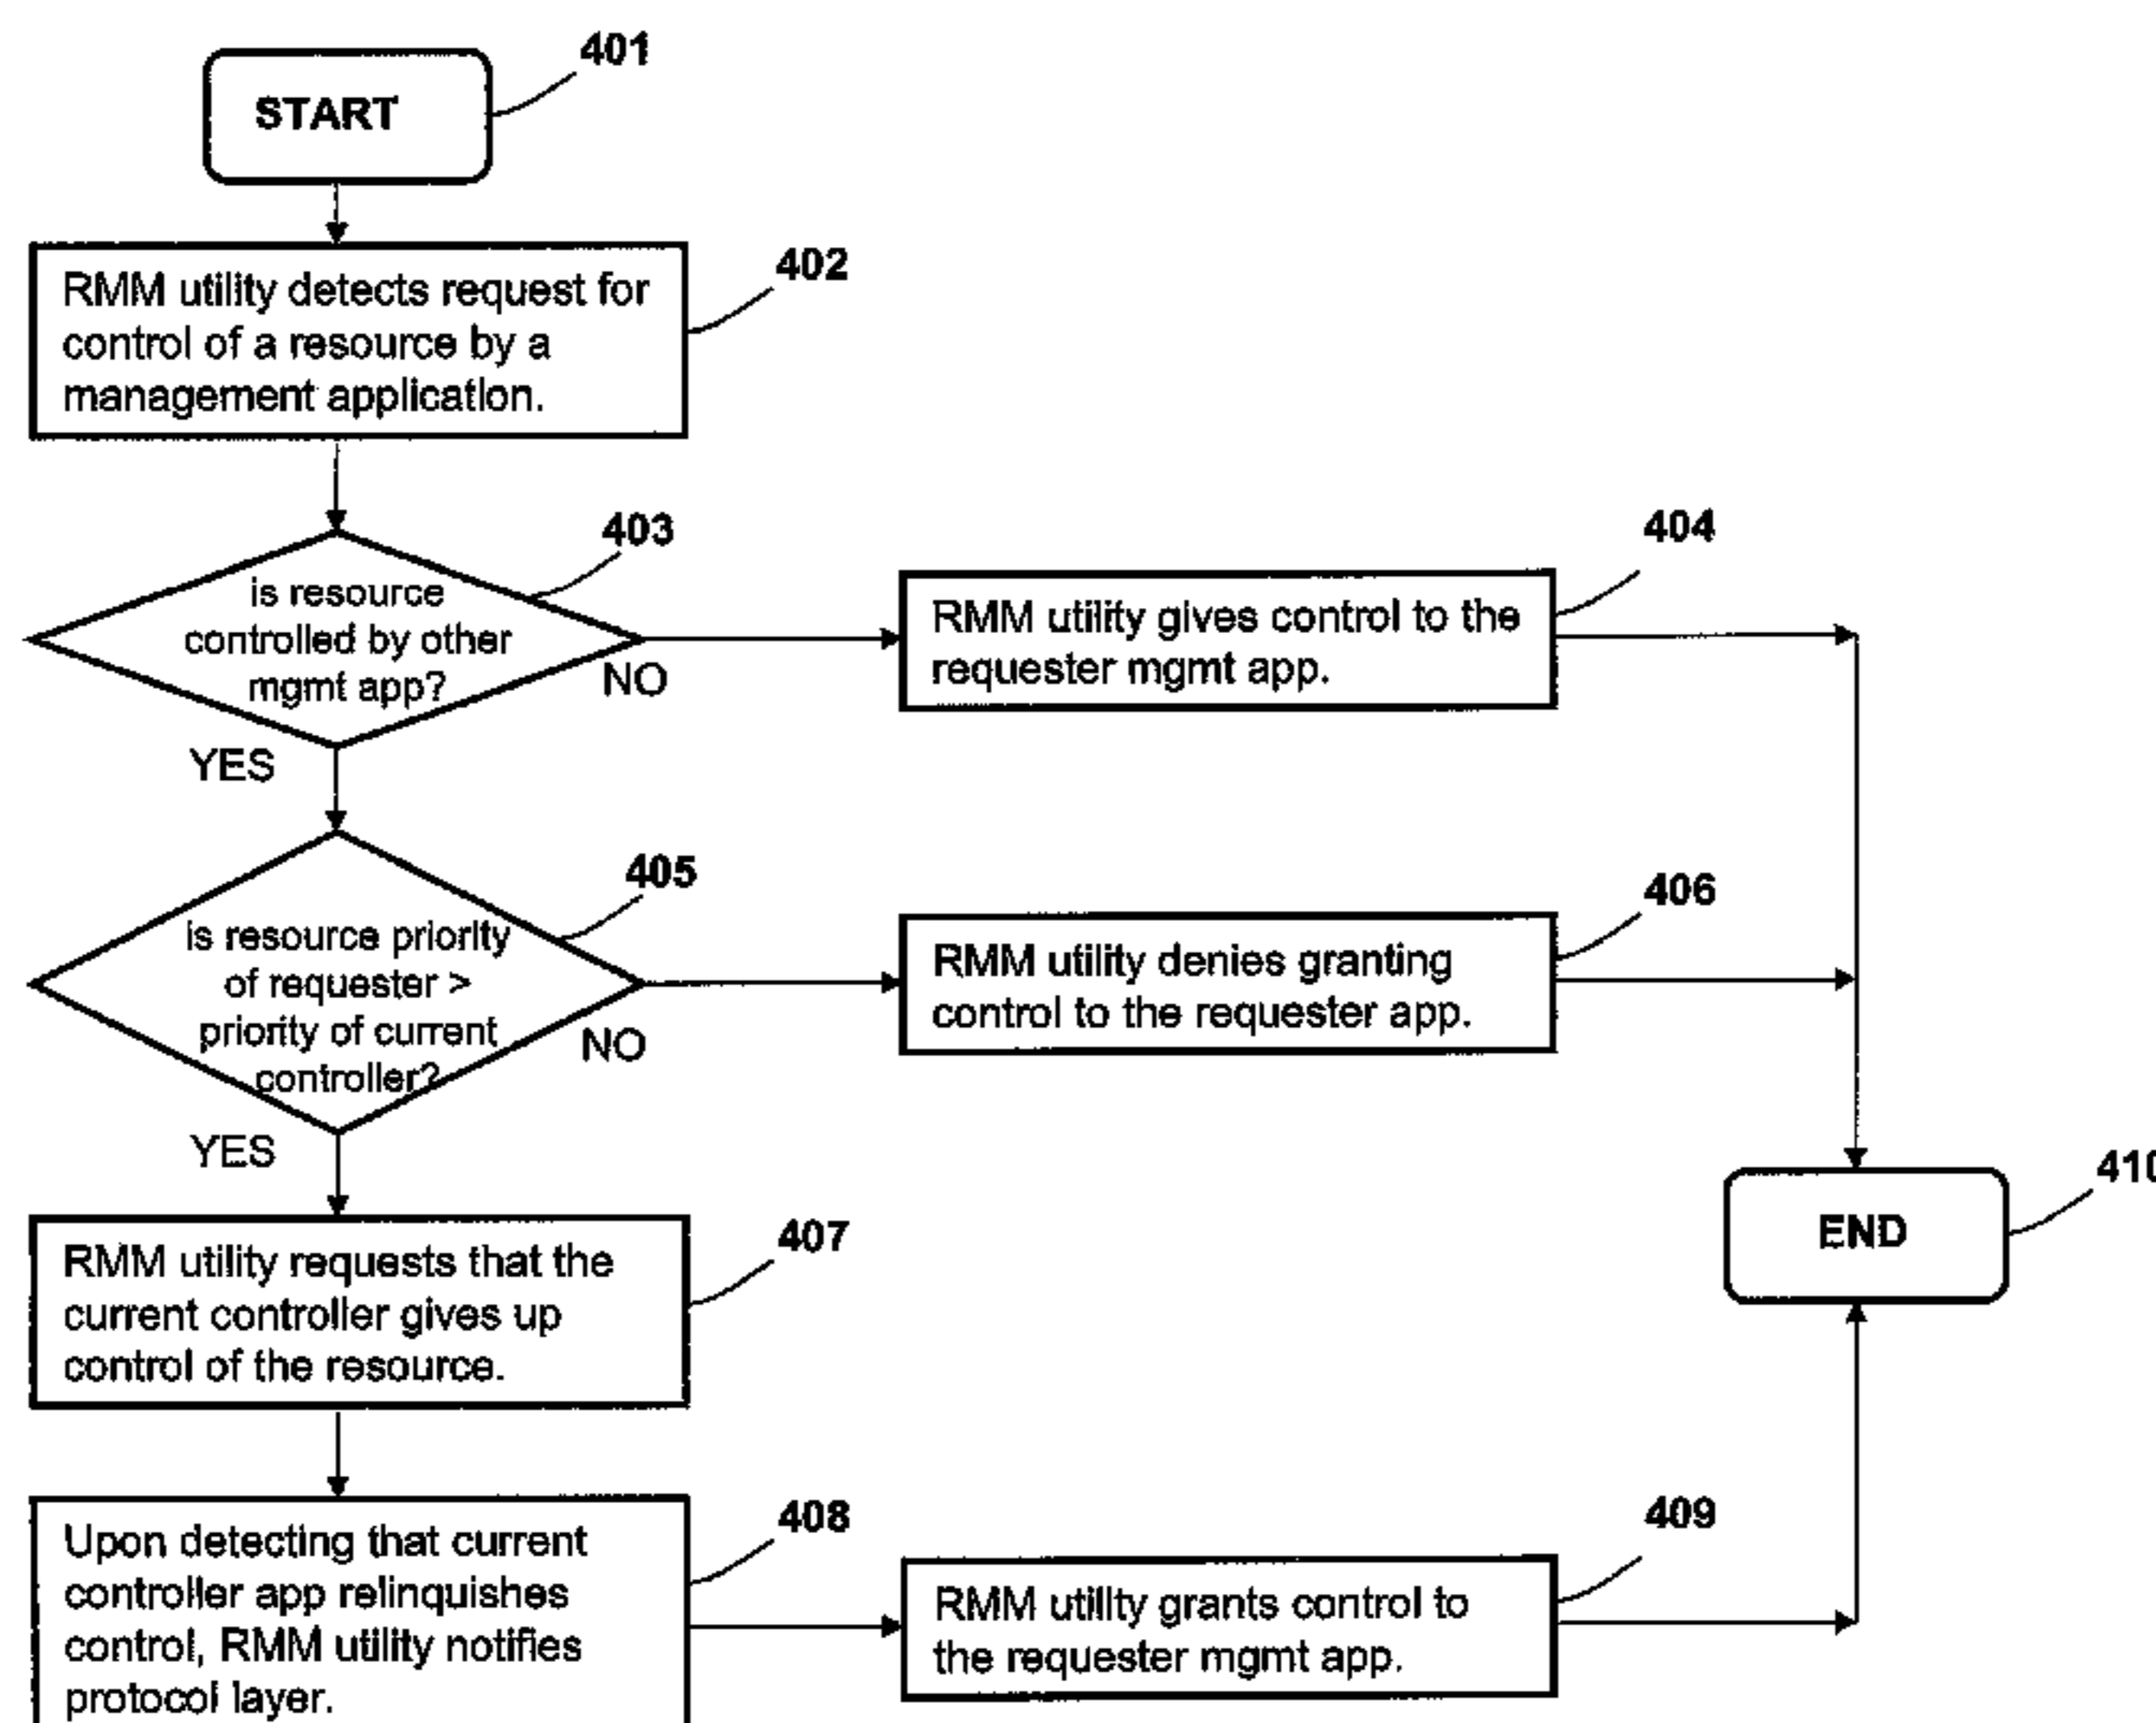 401
START
402
RMM utility detects request for
control of a resource by a
management application.
403
is resource
controlled by other
mgmt app?
NO
YES
404
RMM utility gives control to the
requester mgmt app.
405
is resource priority
of requester >
priority of current
controller?
NO
YES
406
RMM utility denies granting
control to the requester app.
407
RMM utility requests that the
current controller gives up
control of the resource.
410
END
408
Upon detecting that current
controller app relinquishes
control, RMM utility notifies
protocol layer.
409
RMM utility grants control to
the requester mgmt app.